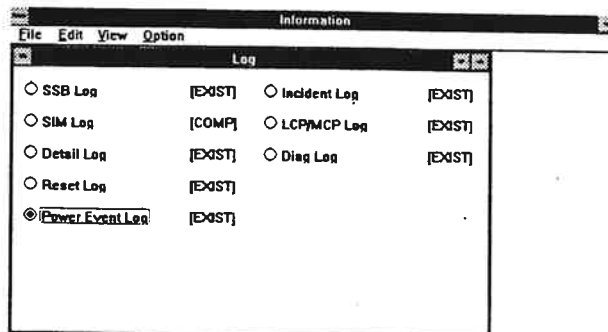 Information
File Edit View Option
Log
SSB Log [EXIST] Incident Log [EXIST]
SIM Log [COMP] LCP/MCP Log [EXIST]
Detail Log [EXIST] Diag Log [EXIST]
Reset Log [EXIST]
Power Event Log [EXIST]